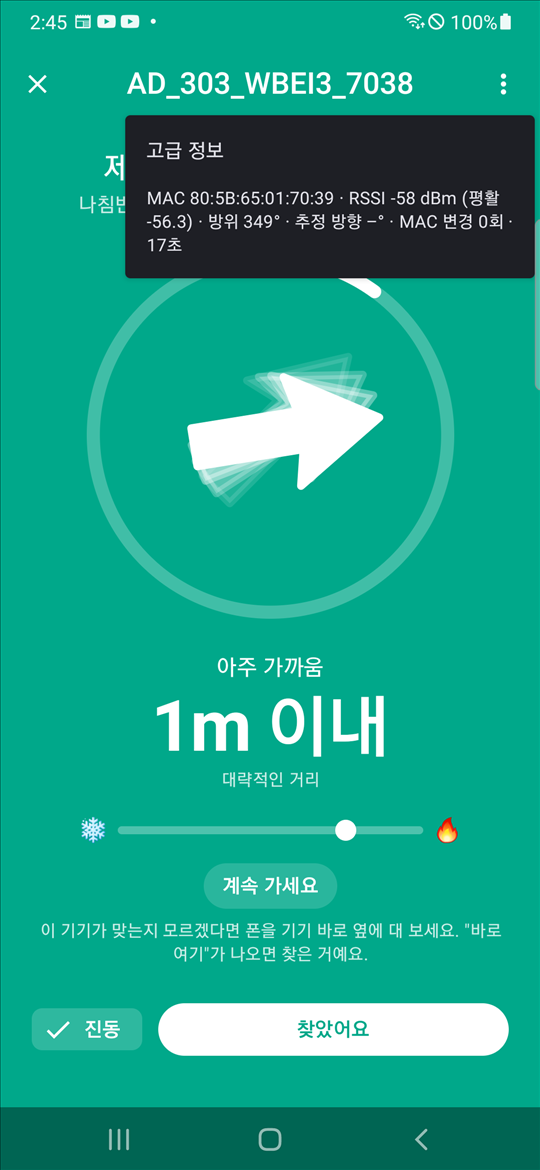 2:45
100%
AD_303_WBEI3_7038
고급 정보
MAC 80:5B:65:01:70:39 · RSSI -58 dBm (평활
-56.3) · 방위 349° · 추정 방향 –° · MAC 변경 0회 ·
17초
아주 가까움
1m 이내
대략적인 거리
계속 가세요
이 기기가 맞는지 모르겠다면 폰을 기기 바로 옆에 대 보세요. "바로
여기"가 나오면 찾은 거예요.
진동
찾았어요